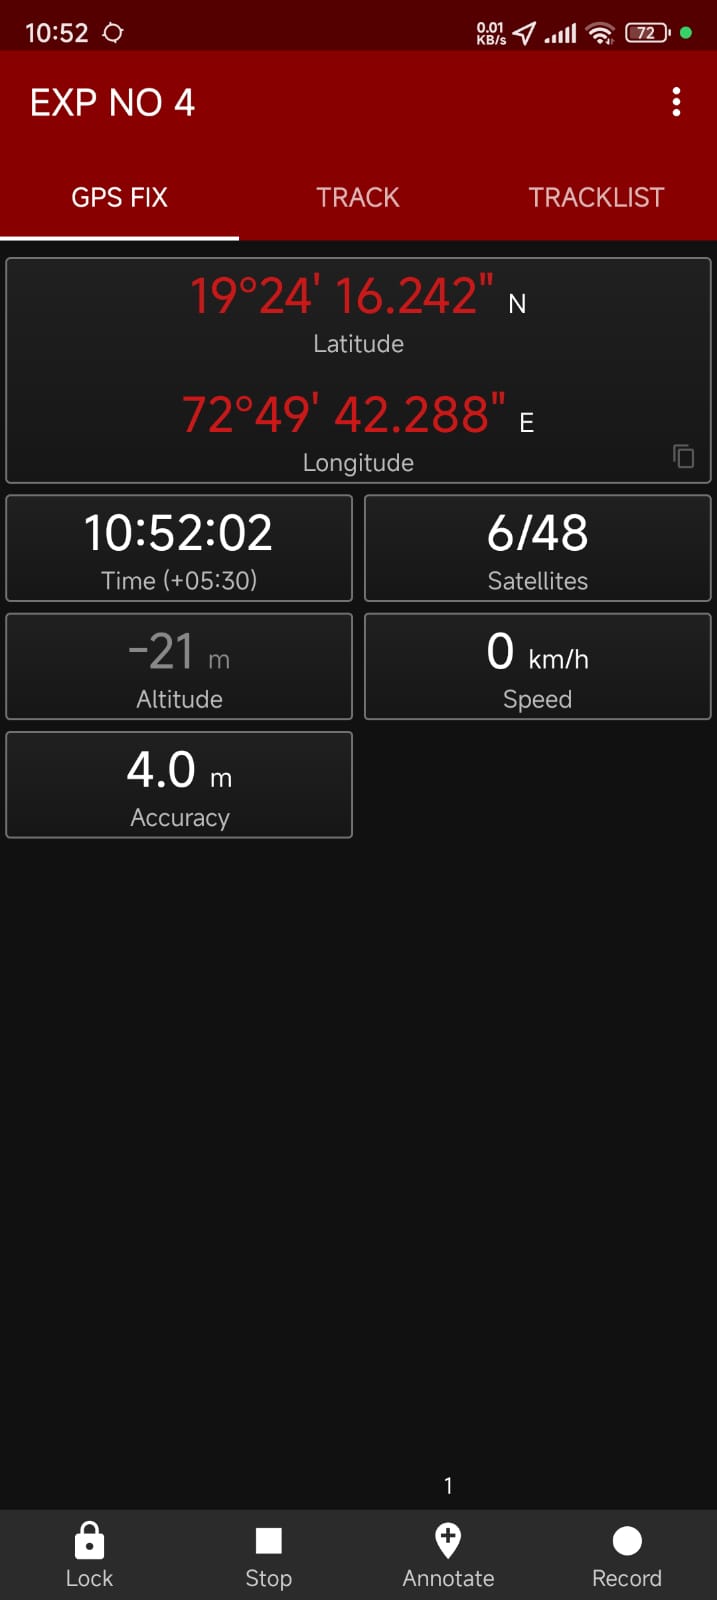 10:52 0.01 KB/s 72
EXP NO 4
GPS FIX TRACK TRACKLIST
19°24' 16.242" N
Latitude
72°49' 42.288" E
Longitude
10:52:02 6/48
Time (+05:30) Satellites
-21 m 0 km/h
Altitude Speed
4.0 m
Accuracy
1
Lock Stop Annotate Record